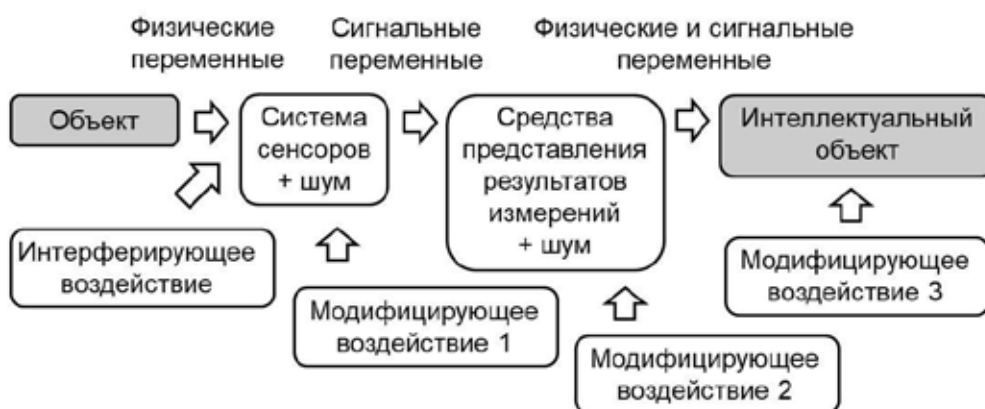 Физические
переменные
Сигнальные
переменные
Физические и сигнальные
переменные
Объект
Система
сенсоров
+ шум
Средства
представления
результатов
измерений
+ шум
Интеллектуальный
объект
Интерферирующее
воздействие
Модифицирующее
воздействие 1
Модифицирующее
воздействие 2
Модифицирующее
воздействие 3